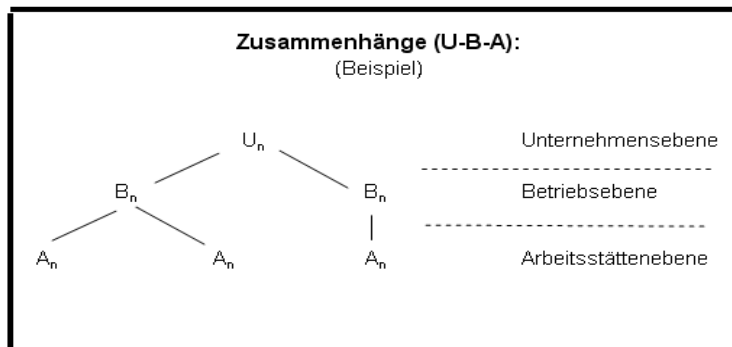 Zusammenhänge (U-B-A):
(Beispiel)
Uₙ Unternehmensebene
Bₙ Bₙ Betriebsebene
Aₙ Aₙ Aₙ Arbeitsstättenebene